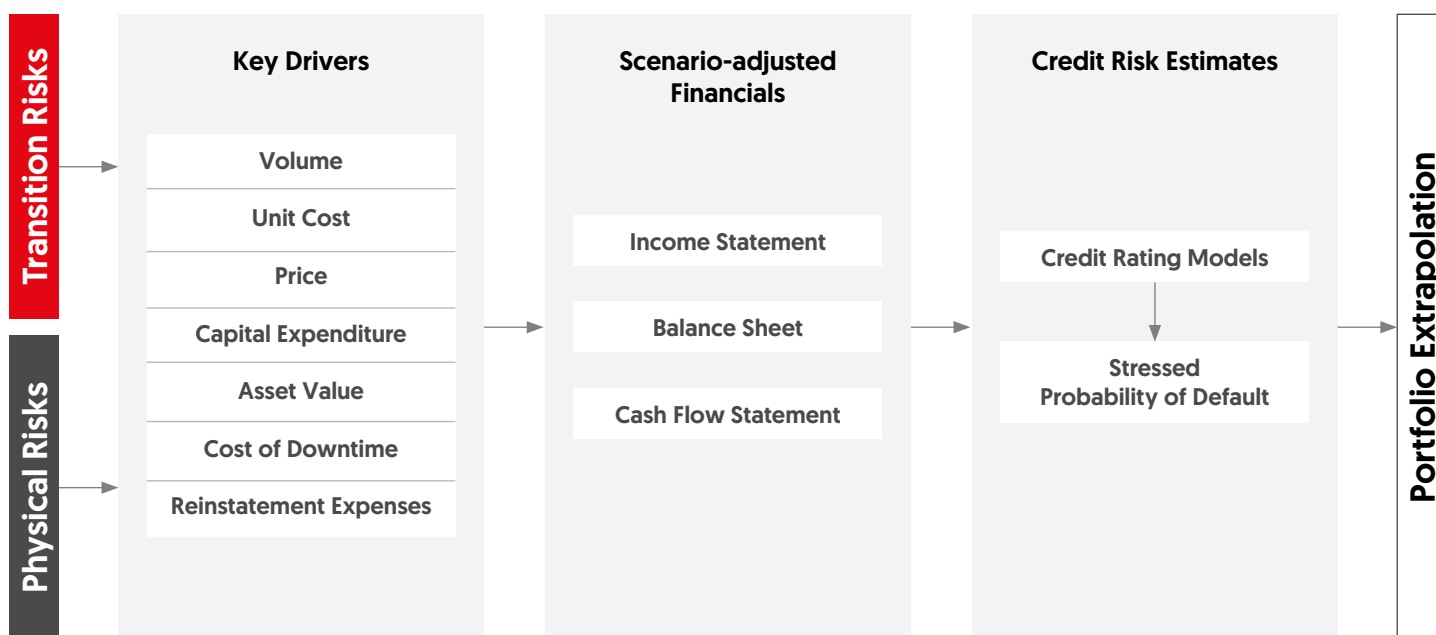 Transition Risks
Physical Risks
Key Drivers
Volume
Unit Cost
Price
Capital Expenditure
Asset Value
Cost of Downtime
Reinstatement Expenses
Scenario-adjusted
Financials
Income Statement
Balance Sheet
Cash Flow Statement
Credit Risk Estimates
Credit Rating Models
Stressed
Probability of Default
Portfolio Extrapolation